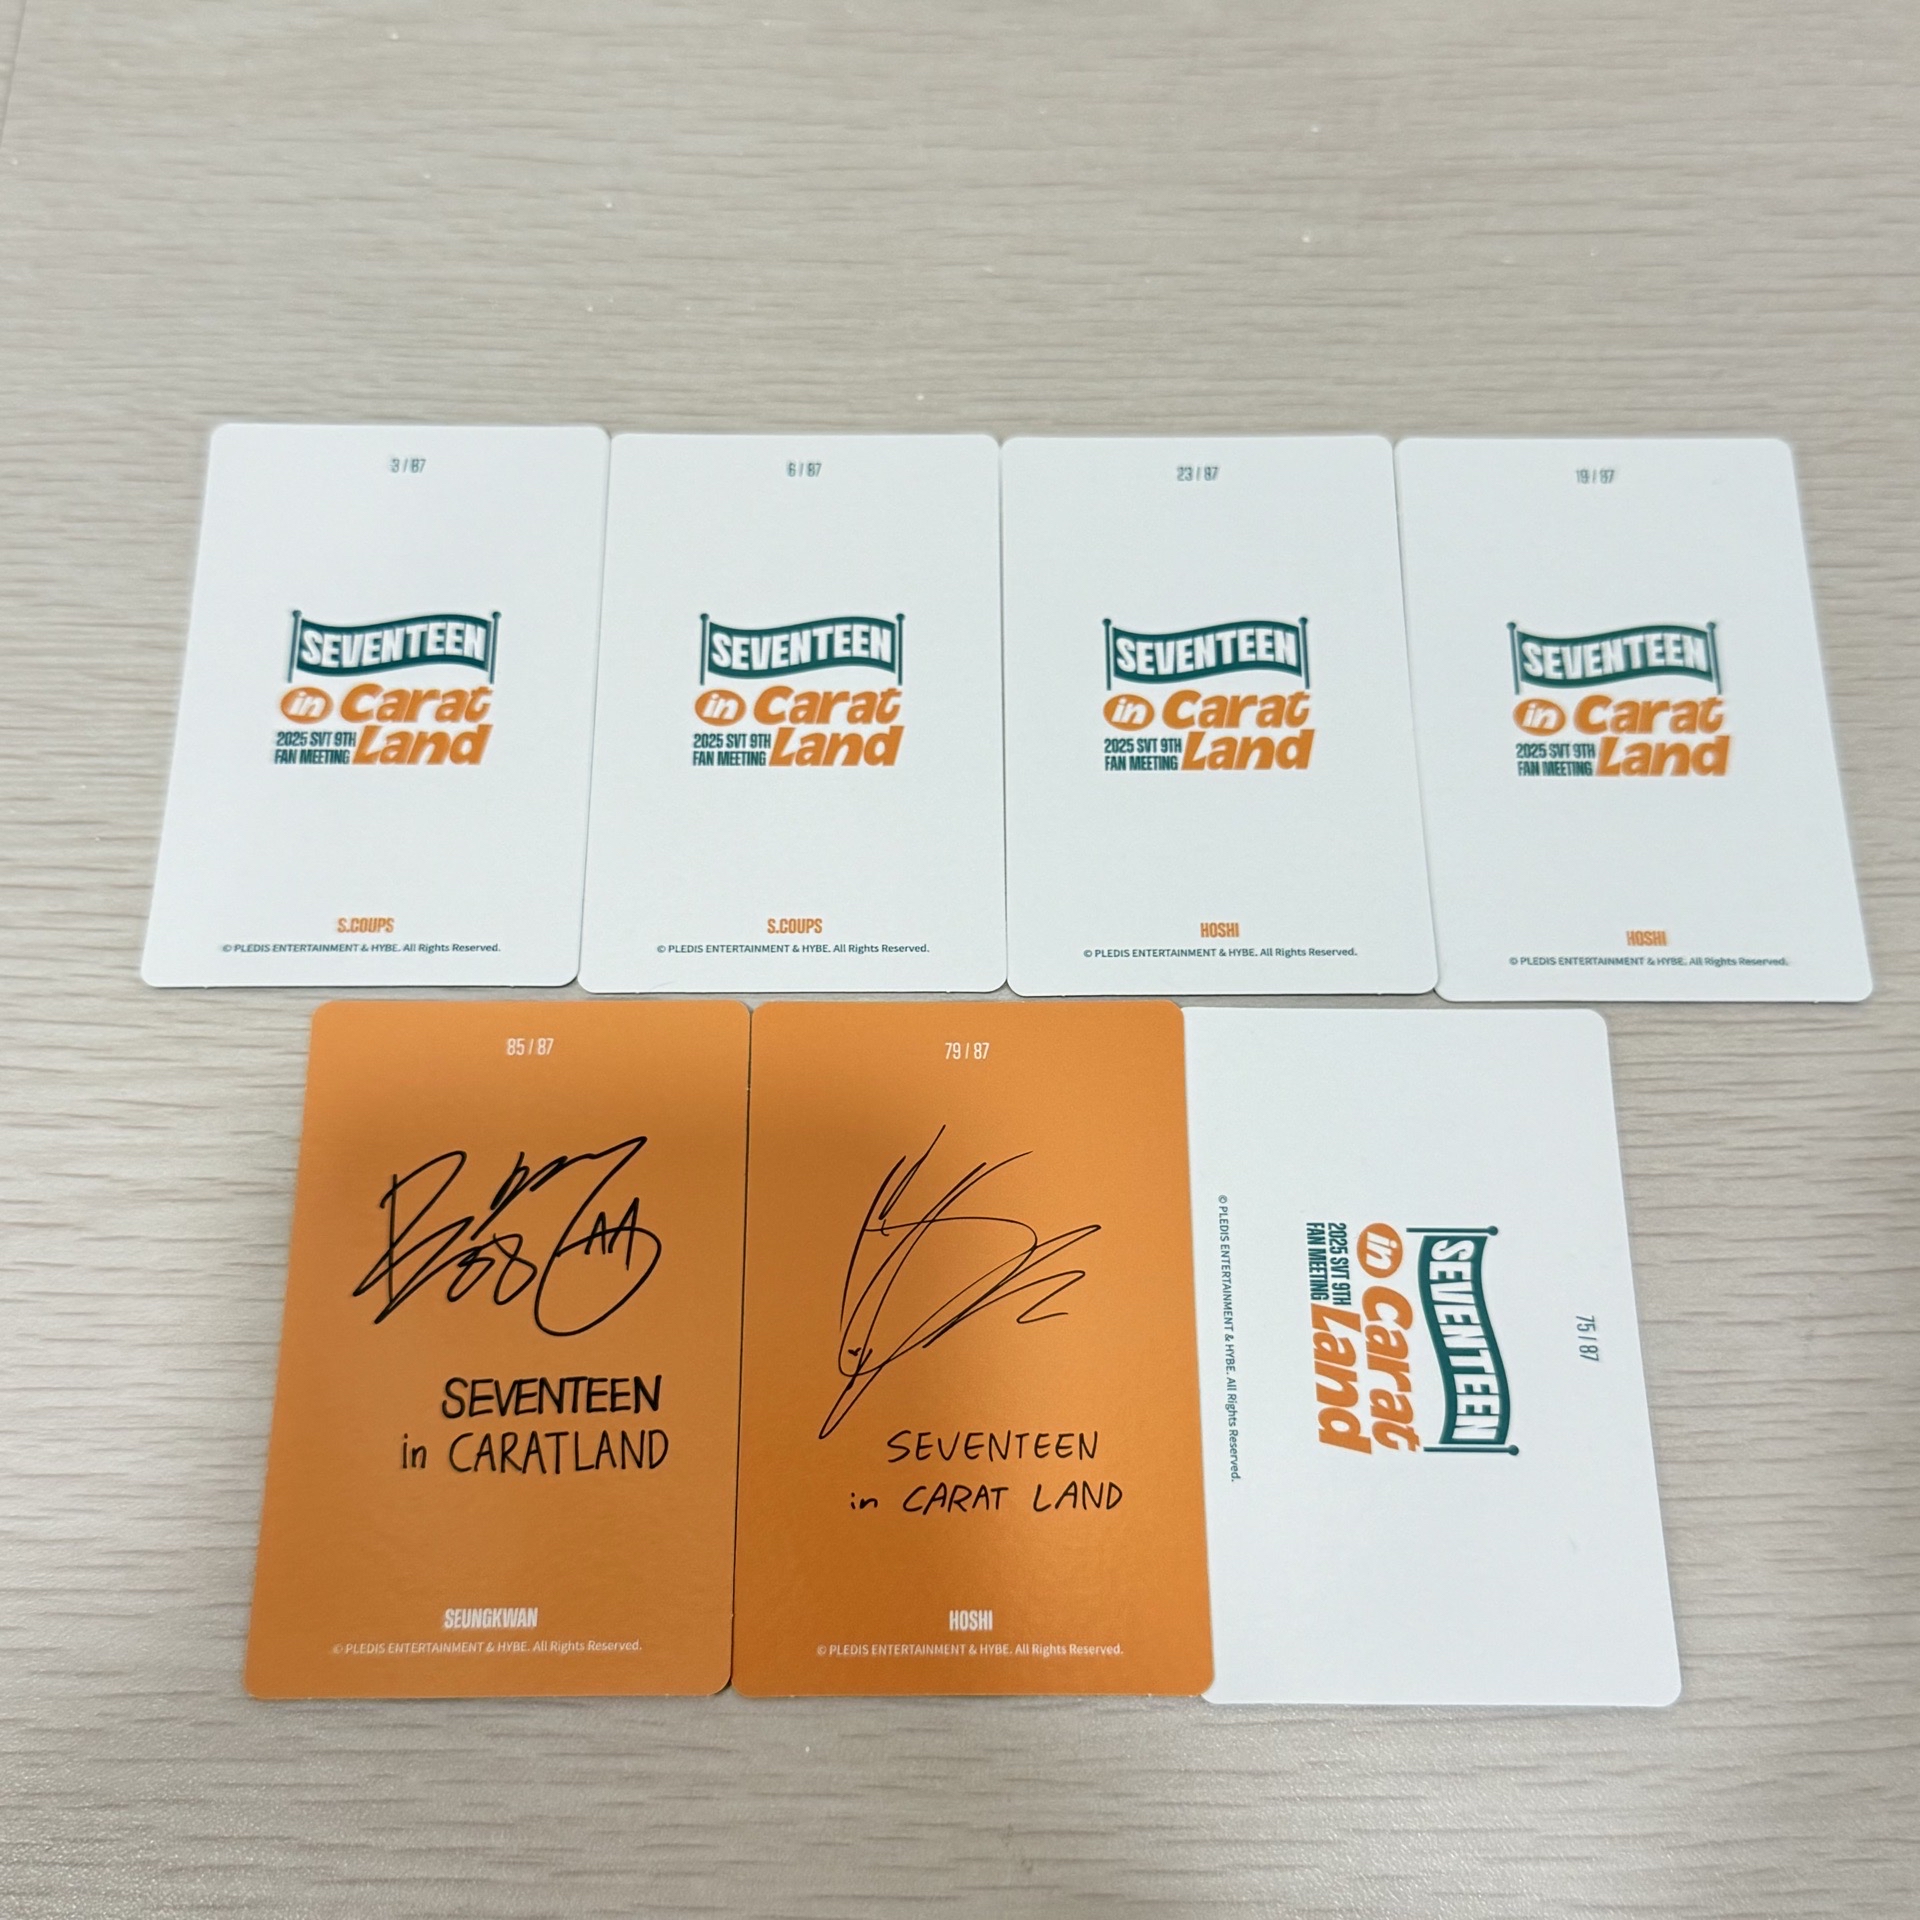 3 / 87
SEVENTEEN
in Carat
2025 SVT 9TH
FAN MEETING
Land
S.COUPS
© PLEDIS ENTERTAINMENT & HYBE. All Rights Reserved.
6 / 87
SEVENTEEN
in Carat
2025 SVT 9TH
FAN MEETING
Land
S.COUPS
© PLEDIS ENTERTAINMENT & HYBE. All Rights Reserved.
23 / 87
SEVENTEEN
in Carat
2025 SVT 9TH
FAN MEETING
Land
HOSHI
© PLEDIS ENTERTAINMENT & HYBE. All Rights Reserved.
19 / 87
SEVENTEEN
in Carat
2025 SVT 9TH
FAN MEETING
Land
HOSHI
© PLEDIS ENTERTAINMENT & HYBE. All Rights Reserved.
85 / 87
SEVENTEEN
in CARATLAND
SEUNGKWAN
© PLEDIS ENTERTAINMENT & HYBE. All Rights Reserved.
79 / 87
SEVENTEEN
in CARAT LAND
HOSHI
© PLEDIS ENTERTAINMENT & HYBE. All Rights Reserved.
75 / 87
SEVENTEEN
in Carat
2025 SVT 9TH
FAN MEETING
Land
© PLEDIS ENTERTAINMENT & HYBE. All Rights Reserved.